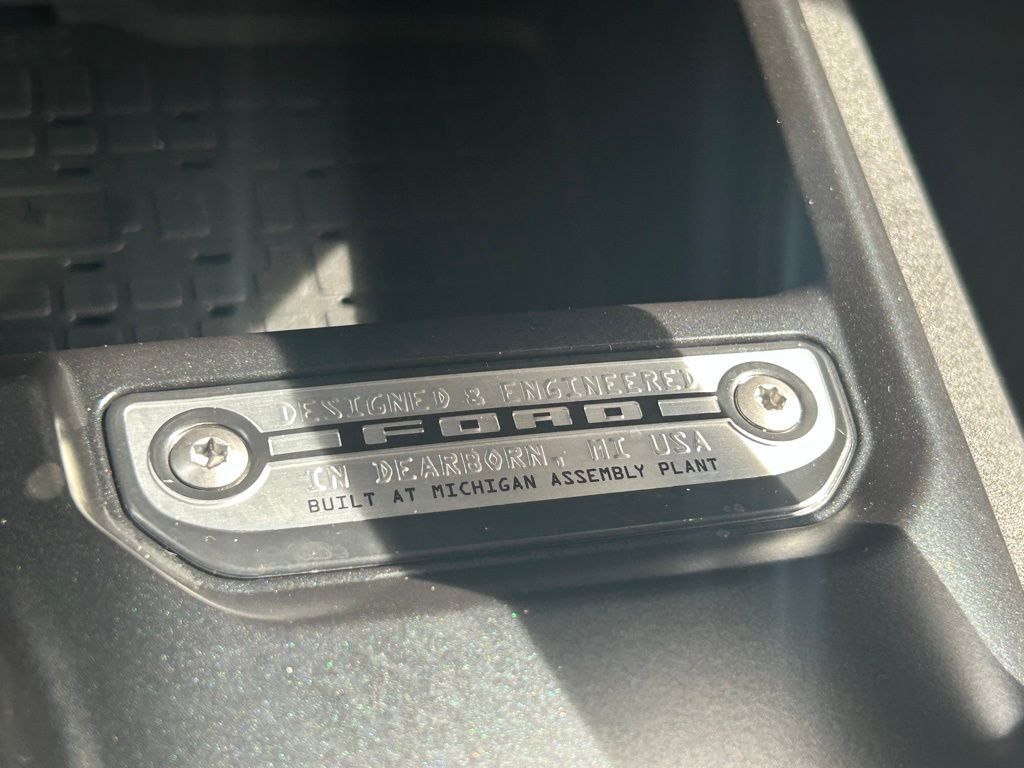 DESIGNED & ENGINEERED
FORD
IN DEARBORN, MI USA
BUILT AT MICHIGAN ASSEMBLY PLANT